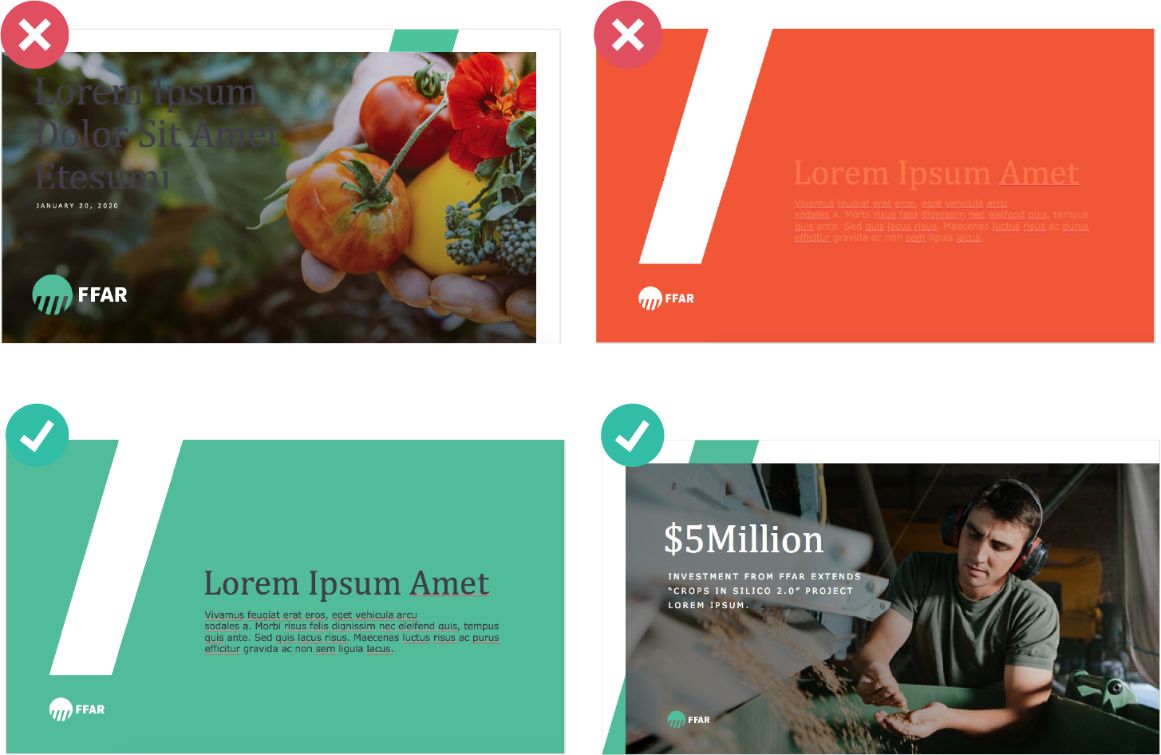 Lorem Ipsum
Dolor Sit Amet
Etesumi
JANUARY 20, 2020
FFAR
Lorem Ipsum Amet
Vivamus feugiat erat eros, eget vehicula arcu
sodales a. Morbi risus felis dignissim nec eleifend quis, tempus
quis ante. Sed quis lacus risus. Maecenas luctus risus ac purus
efficitur gravida ac non sem ligula lacus.
FFAR
Lorem Ipsum Amet
Vivamus feugiat erat eros, eget vehicula arcu
sodales a. Morbi risus felis dignissim nec eleifend quis, tempus
quis ante. Sed quis lacus risus. Maecenas luctus risus ac purus
efficitur gravida ac non sem ligula lacus.
FFAR
$5Million
INVESTMENT FROM FFAR EXTENDS
“CROPS IN SILICO 2.0” PROJECT
LOREM IPSUM.
FFAR